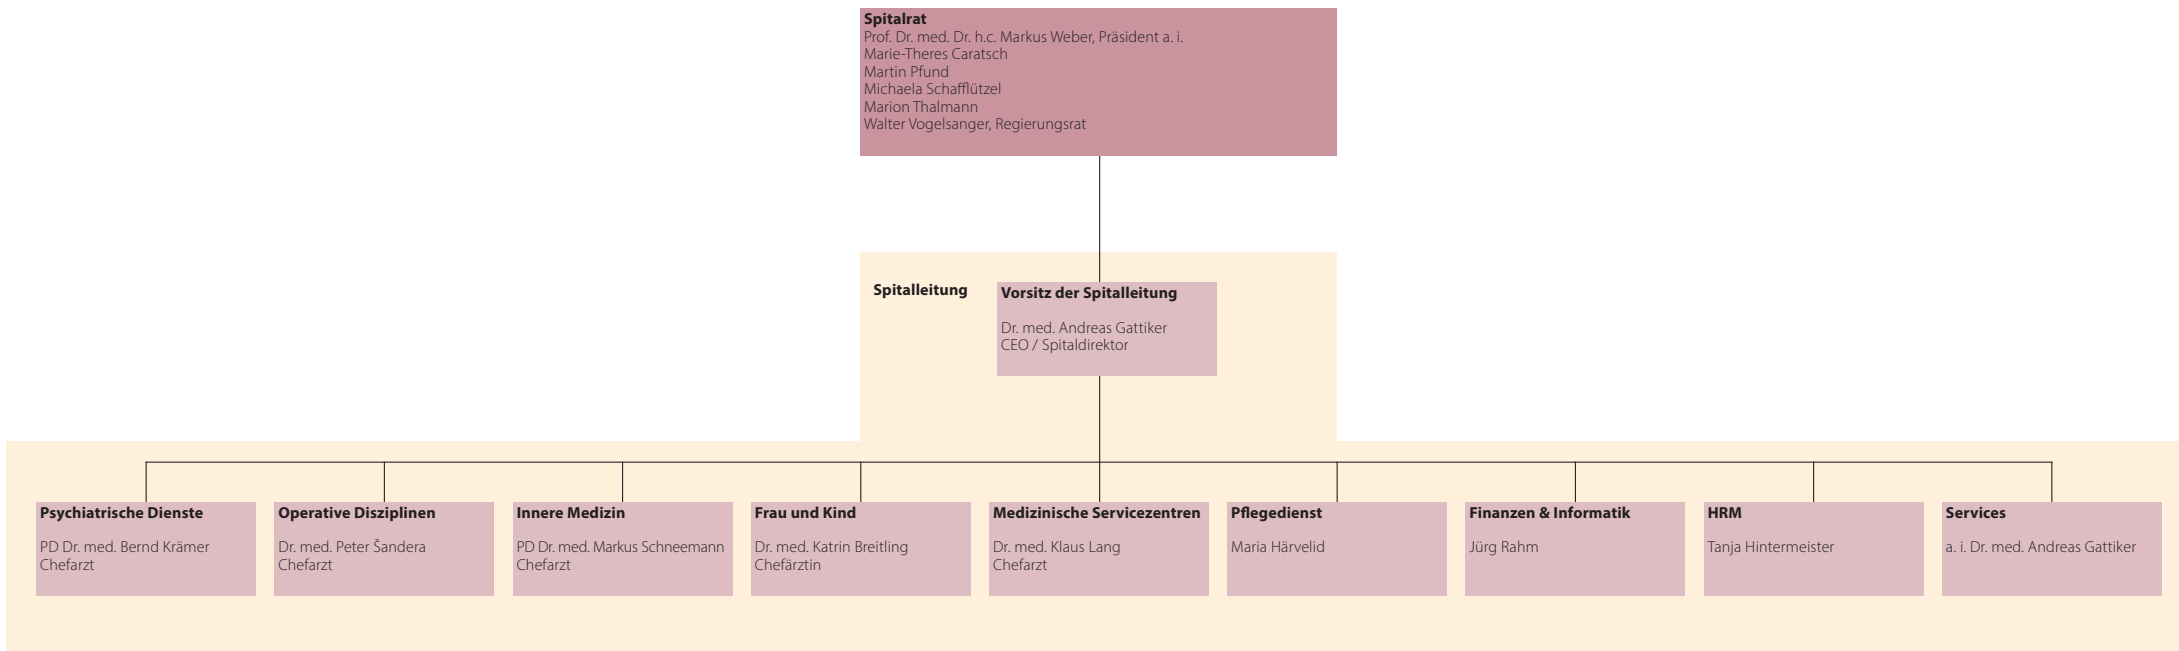 Spitalrat
Prof. Dr. med. Dr. h.c. Markus Weber, Präsident a. i.
Marie-Theres Caratsch
Martin Pfund
Michaela Schafflützel
Marion Thalmann
Walter Vogelsanger, Regierungsrat
Spitalleitung
Vorsitz der Spitalleitung
Dr. med. Andreas Gattiker
CEO / Spitaldirektor
Psychiatrische Dienste
PD Dr. med. Bernd Krämer
Chefarzt
Operative Disziplinen
Dr. med. Peter Šandera
Chefarzt
Innere Medizin
PD Dr. med. Markus Schneemann
Chefarzt
Frau und Kind
Dr. med. Katrin Breitling
Chefärztin
Medizinische Servicezentren
Dr. med. Klaus Lang
Chefarzt
Pflegedienst
Maria Härvelid
Finanzen & Informatik
Jürg Rahm
HRM
Tanja Hintermeister
Services
a. i. Dr. med. Andreas Gattiker